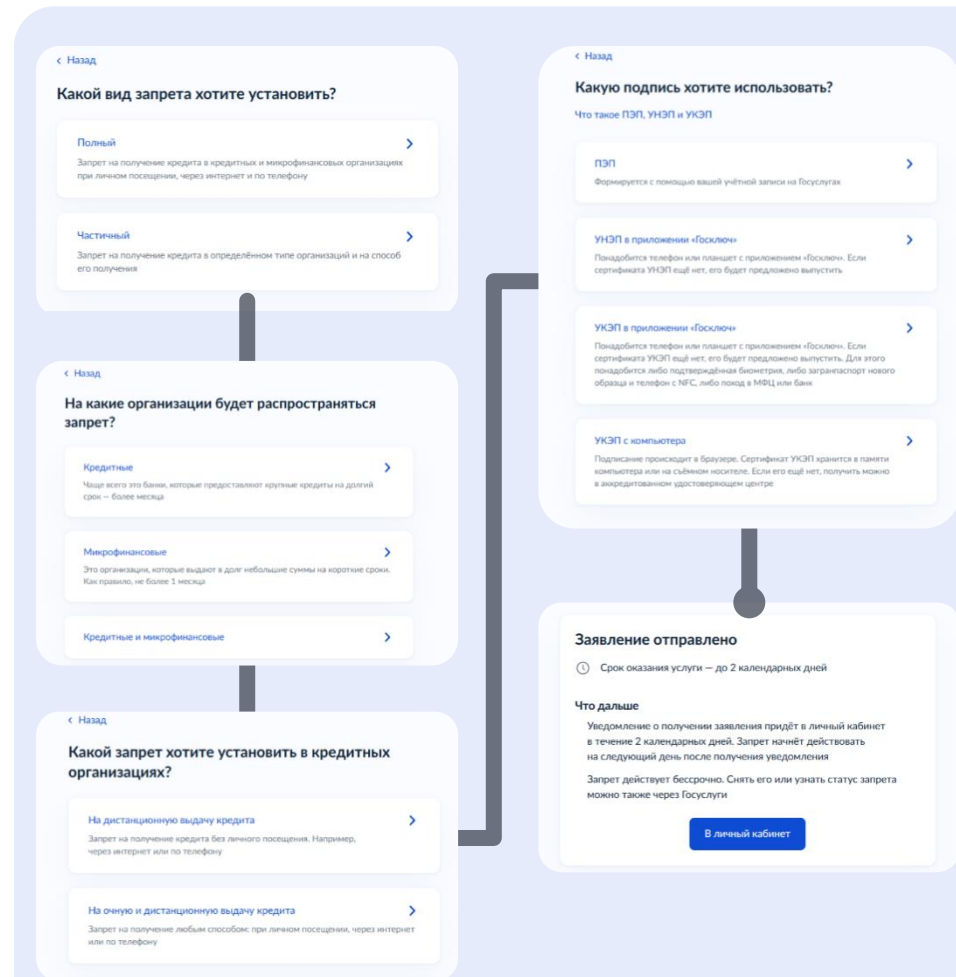 Назад
Какой вид запрета хотите установить?
Полный
Запрет на получение кредита в кредитных и микрофинансовых организациях
при личном посещении, через интернет и по телефону
Частичный
Запрет на получение кредита в определённом типе организаций и на способ
его получения
Назад
На какие организации будет распространяться
запрет?
Кредитные
Чаще всего это банки, которые предоставляют крупные кредиты на долгий
срок — более месяца
Микрофинансовые
Это организации, которые выдают в долг небольшие суммы на короткие сроки.
Как правило, не более 1 месяца
Кредитные и микрофинансовые
Назад
Какой запрет хотите установить в кредитных
организациях?
На дистанционную выдачу кредита
Запрет на получение кредита без личного посещения. Например,
через интернет или по телефону
На очную и дистанционную выдачу кредита
Запрет на получение любым способом: при личном посещении, через интернет
или по телефону
Назад
Какую подпись хотите использовать?
Что такое ПЭП, УНЭП и УКЭП
ПЭП
Формируется с помощью вашей учётной записи на Госуслугах
УНЭП в приложении «Госключ»
Понадобится телефон или планшет с приложением «Госключ». Если
сертификата УНЭП ещё нет, его будет предложено выпустить
УКЭП в приложении «Госключ»
Понадобится телефон или планшет с приложением «Госключ». Если
сертификата УКЭП ещё нет, его будет предложено выпустить. Для этого
понадобится либо подтверждённая биометрия, либо загранпаспорт нового
образца и телефон с NFC, либо поход в МФЦ или банк
УКЭП с компьютера
Подписание происходит в браузере. Сертификат УКЭП хранится в памяти
компьютера или на съёмном носителе. Если его ещё нет, получить можно
в аккредитованном удостоверяющем центре
Заявление отправлено
Срок оказания услуги — до 2 календарных дней
Что дальше
Уведомление о получении заявления придёт в личный кабинет
в течение 2 календарных дней. Запрет начнёт действовать
на следующий день после получения уведомления
Запрет действует бессрочно. Снять его или узнать статус запрета
можно также через Госуслуги
В личный кабинет